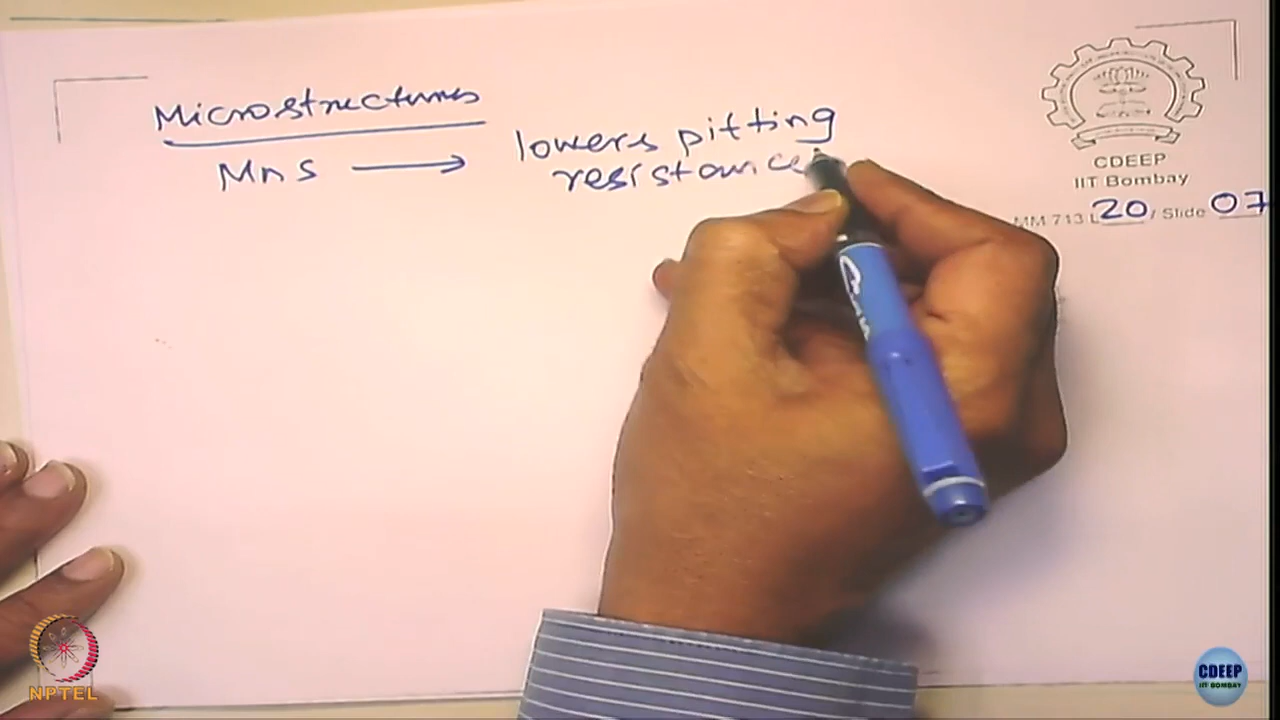 Microstructures
MnS → lowers pitting
resistance
CDEEP
IIT Bombay
MM 713 L 20 / Slide 07
NPTEL
CDEEP
IIT BOMBAY